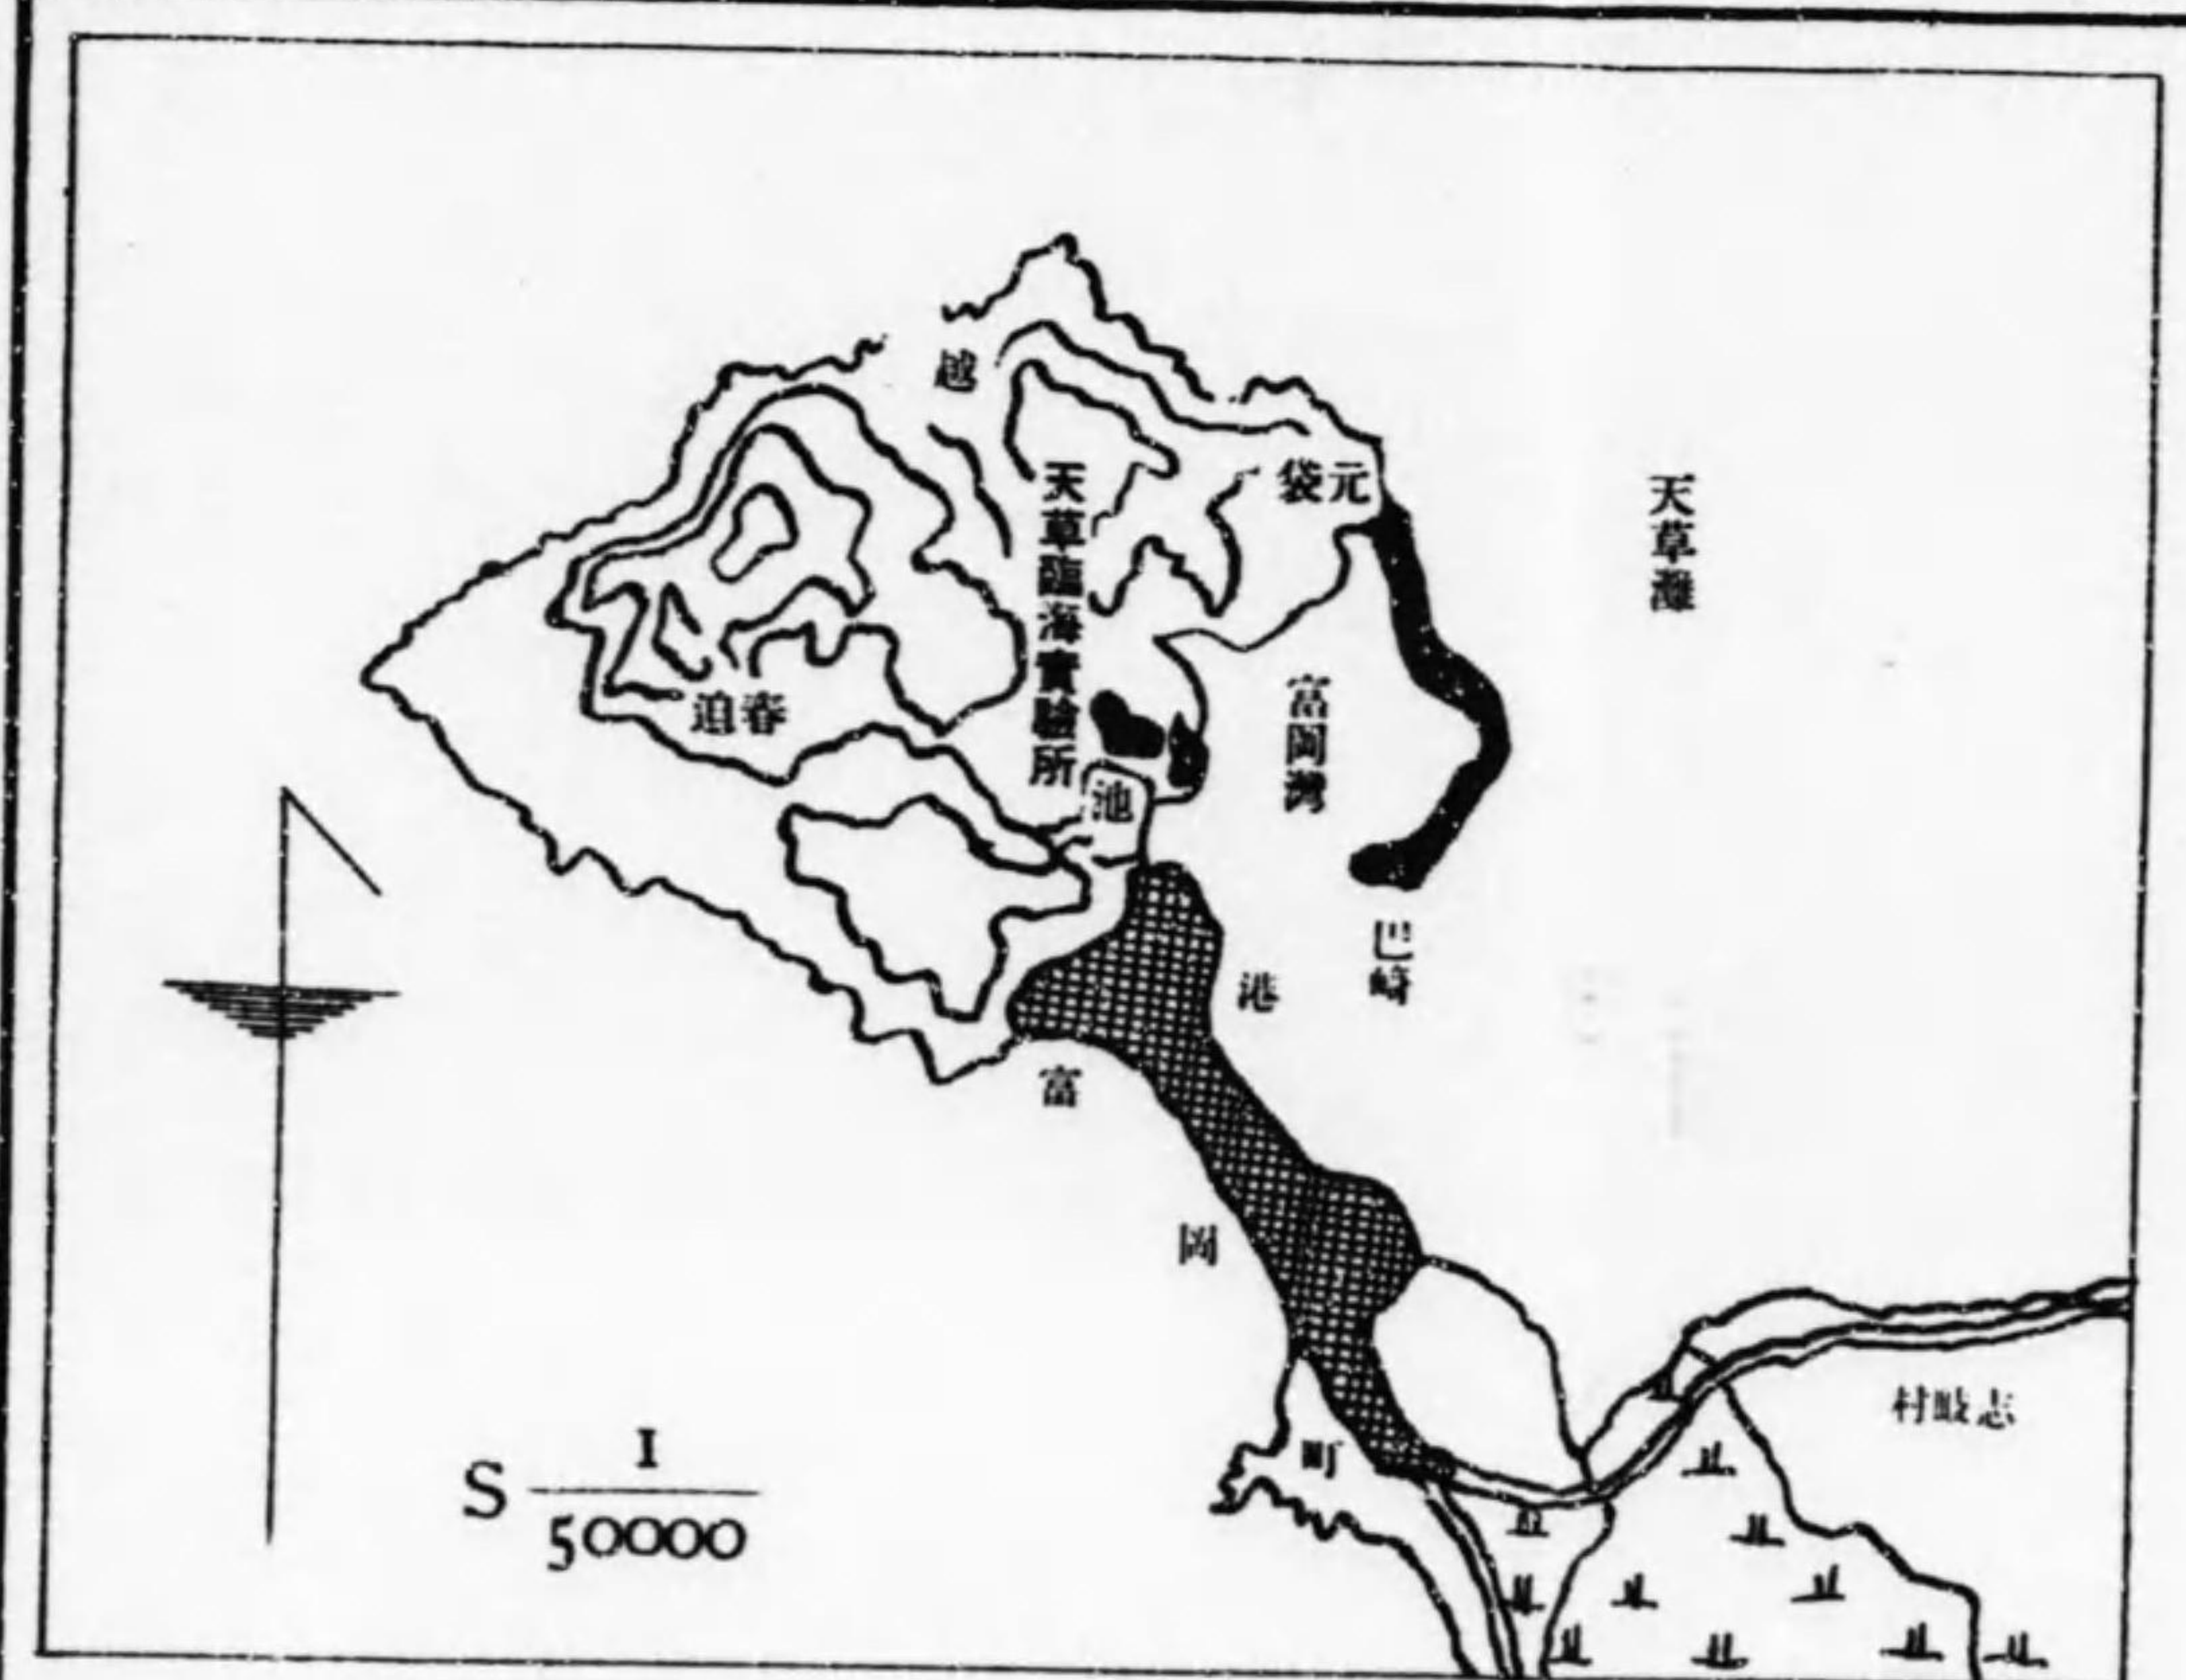 越
袋元
天草灘
天草臨海實驗所
富岡灣
迫春
池
巴崎
港
富
岡
町
村岐志
S 1/50000